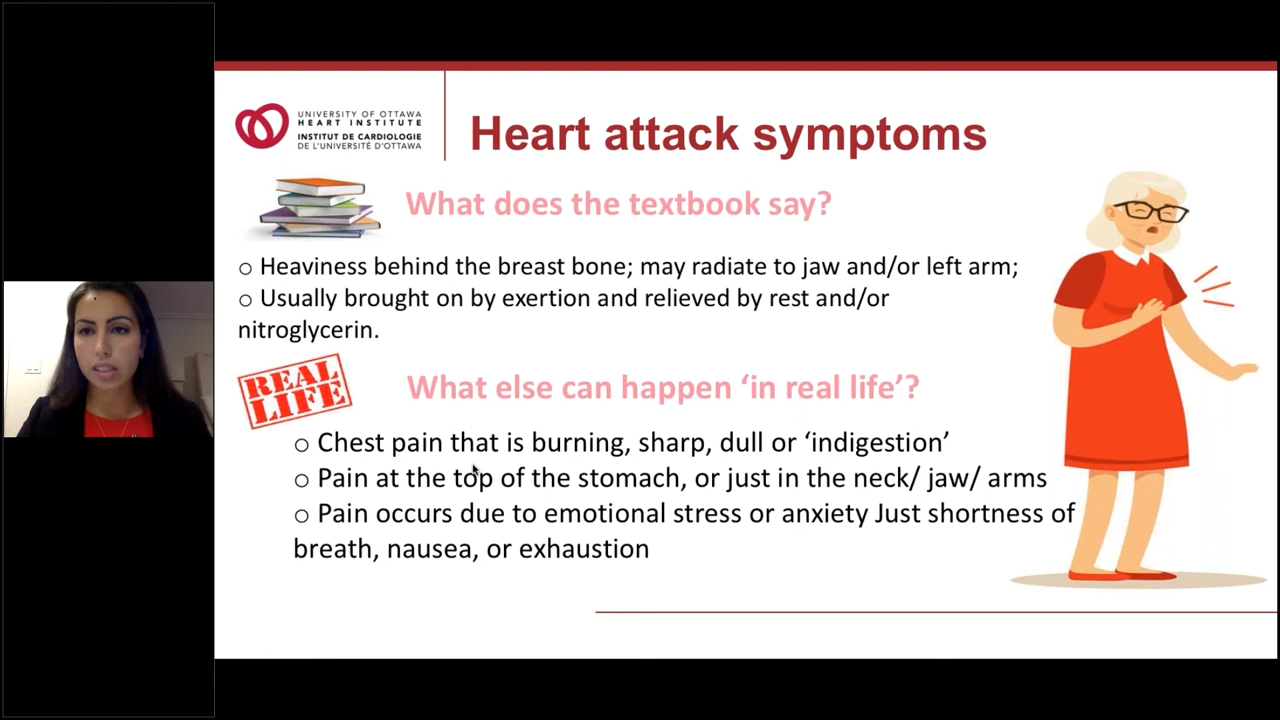 UNIVERSITY OF OTTAWA
HEART INSTITUTE
INSTITUT DE CARDIOLOGIE
DE L'UNIVERSITÉ D'OTTAWA
Heart attack symptoms
What does the textbook say?
o Heaviness behind the breast bone; may radiate to jaw and/or left arm;
o Usually brought on by exertion and relieved by rest and/or
nitroglycerin.
REAL
LIFE
What else can happen ‘in real life’?
o Chest pain that is burning, sharp, dull or ‘indigestion’
o Pain at the top of the stomach, or just in the neck/ jaw/ arms
o Pain occurs due to emotional stress or anxiety Just shortness of
breath, nausea, or exhaustion